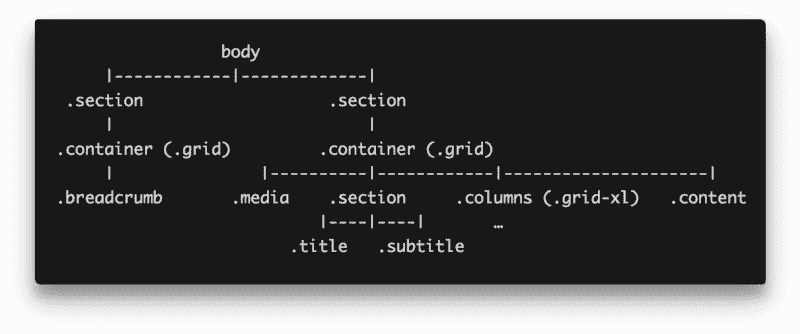 body
|------------|-------------|
.section .section
| |
.container (.grid) .container (.grid)
| |----------|------------|---------------------|
.breadcrumb .media .section .columns (.grid-xl) .content
|----|----| …
.title .subtitle